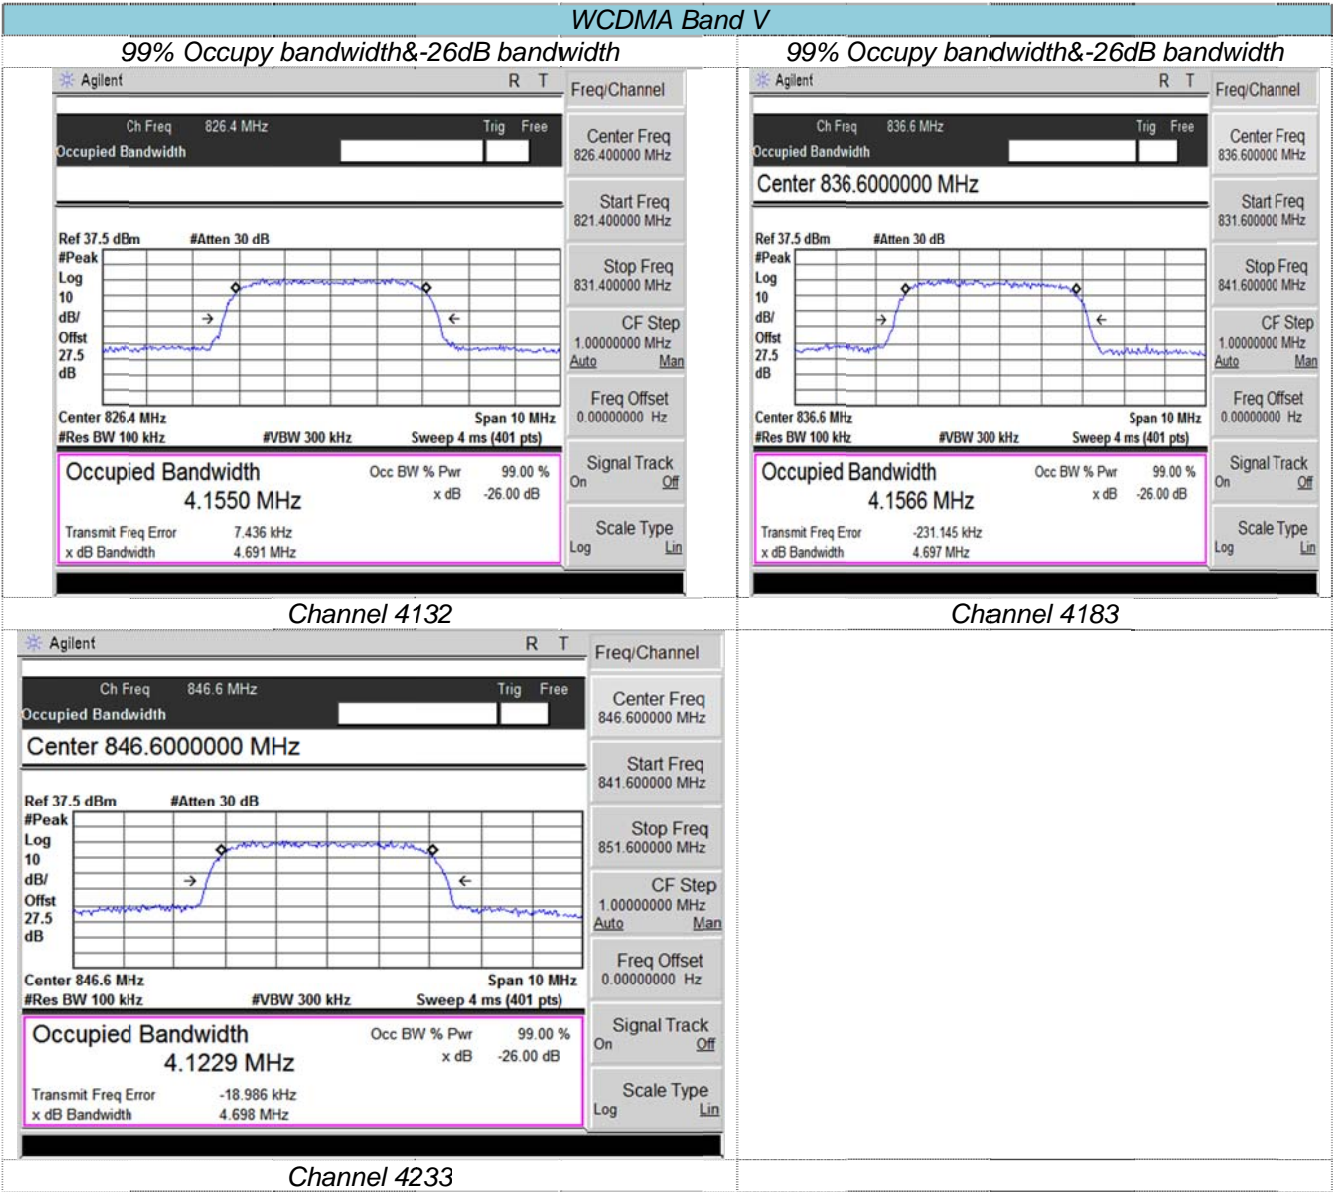 WCDMA Band V
99% Occupy bandwidth&-26dB bandwidth
99% Occupy bandwidth&-26dB bandwidth
Agilent R T
Freq/Channel
Ch Freq 826.4 MHz Trig Free
Occupied Bandwidth
Center Freq
826.400000 MHz
Start Freq
821.400000 MHz
Ref 37.5 dBm #Atten 30 dB
#Peak
Log
10
dB/
Offst
27.5
dB
Stop Freq
831.400000 MHz
CF Step
1.00000000 MHz
Auto Man
Freq Offset
0.00000000 Hz
Center 826.4 MHz Span 10 MHz
#Res BW 100 kHz #VBW 300 kHz Sweep 4 ms (401 pts)
Signal Track
On Off
Occupied Bandwidth Occ BW % Pwr 99.00 %
4.1550 MHz x dB -26.00 dB
Transmit Freq Error 7.436 kHz
x dB Bandwidth 4.691 MHz
Scale Type
Log Lin
Channel 4132
Agilent R T
Freq/Channel
Ch Freq 836.6 MHz Trig Free
Occupied Bandwidth
Center 836.6000000 MHz
Center Freq
836.600000 MHz
Start Freq
831.600000 MHz
Ref 37.5 dBm #Atten 30 dB
#Peak
Log
10
dB/
Offst
27.5
dB
Stop Freq
841.600000 MHz
CF Step
1.00000000 MHz
Auto Man
Freq Offset
0.00000000 Hz
Center 836.6 MHz Span 10 MHz
#Res BW 100 kHz #VBW 300 kHz Sweep 4 ms (401 pts)
Signal Track
On Off
Occupied Bandwidth Occ BW % Pwr 99.00 %
4.1566 MHz x dB -26.00 dB
Transmit Freq Error -231.145 kHz
x dB Bandwidth 4.697 MHz
Scale Type
Log Lin
Channel 4183
Agilent R T
Freq/Channel
Ch Freq 846.6 MHz Trig Free
Occupied Bandwidth
Center 846.6000000 MHz
Center Freq
846.600000 MHz
Start Freq
841.600000 MHz
Ref 37.5 dBm #Atten 30 dB
#Peak
Log
10
dB/
Offst
27.5
dB
Stop Freq
851.600000 MHz
CF Step
1.00000000 MHz
Auto Man
Freq Offset
0.00000000 Hz
Center 846.6 MHz Span 10 MHz
#Res BW 100 kHz #VBW 300 kHz Sweep 4 ms (401 pts)
Signal Track
On Off
Occupied Bandwidth Occ BW % Pwr 99.00 %
4.1229 MHz x dB -26.00 dB
Transmit Freq Error -18.986 kHz
x dB Bandwidth 4.698 MHz
Scale Type
Log Lin
Channel 4233